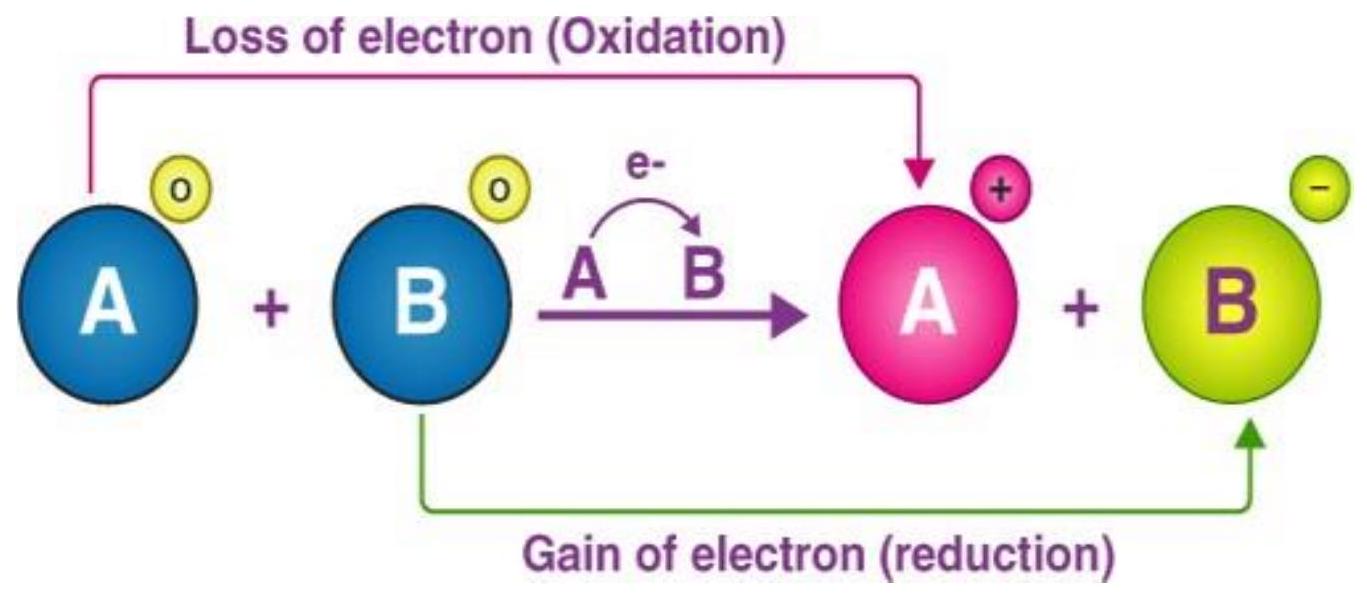 Loss of electron (Oxidation)
e-
A B
A o + B o A + + B −
Gain of electron (reduction)